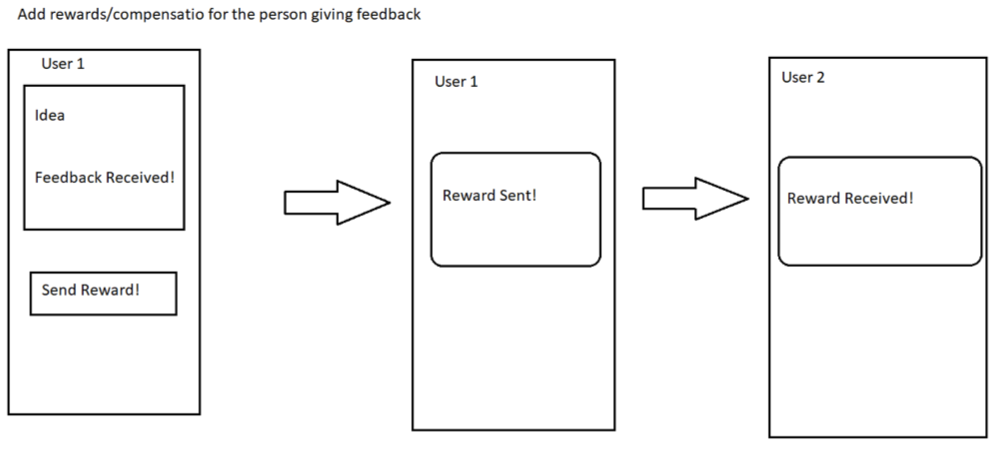 Add rewards/compensatio for the person giving feedback
User 1
Idea
Feedback Received!
Send Reward!
User 1
Reward Sent!
User 2
Reward Received!